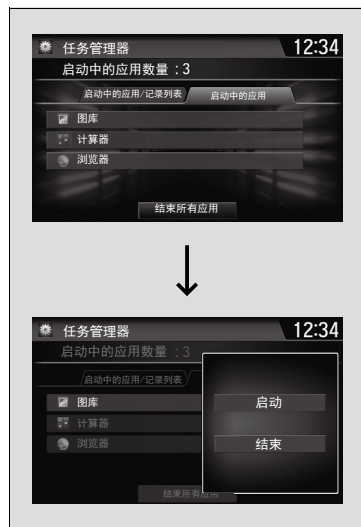 任务管理器 12:34
启动中的应用数量 : 3
启动中的应用/记录列表 启动中的应用
图库
计算器
浏览器
结束所有应用
任务管理器 12:34
启动中的应用数量 : 3
启动中的应用/记录列表
图库 启动
计算器
浏览器 结束
结束所有应用